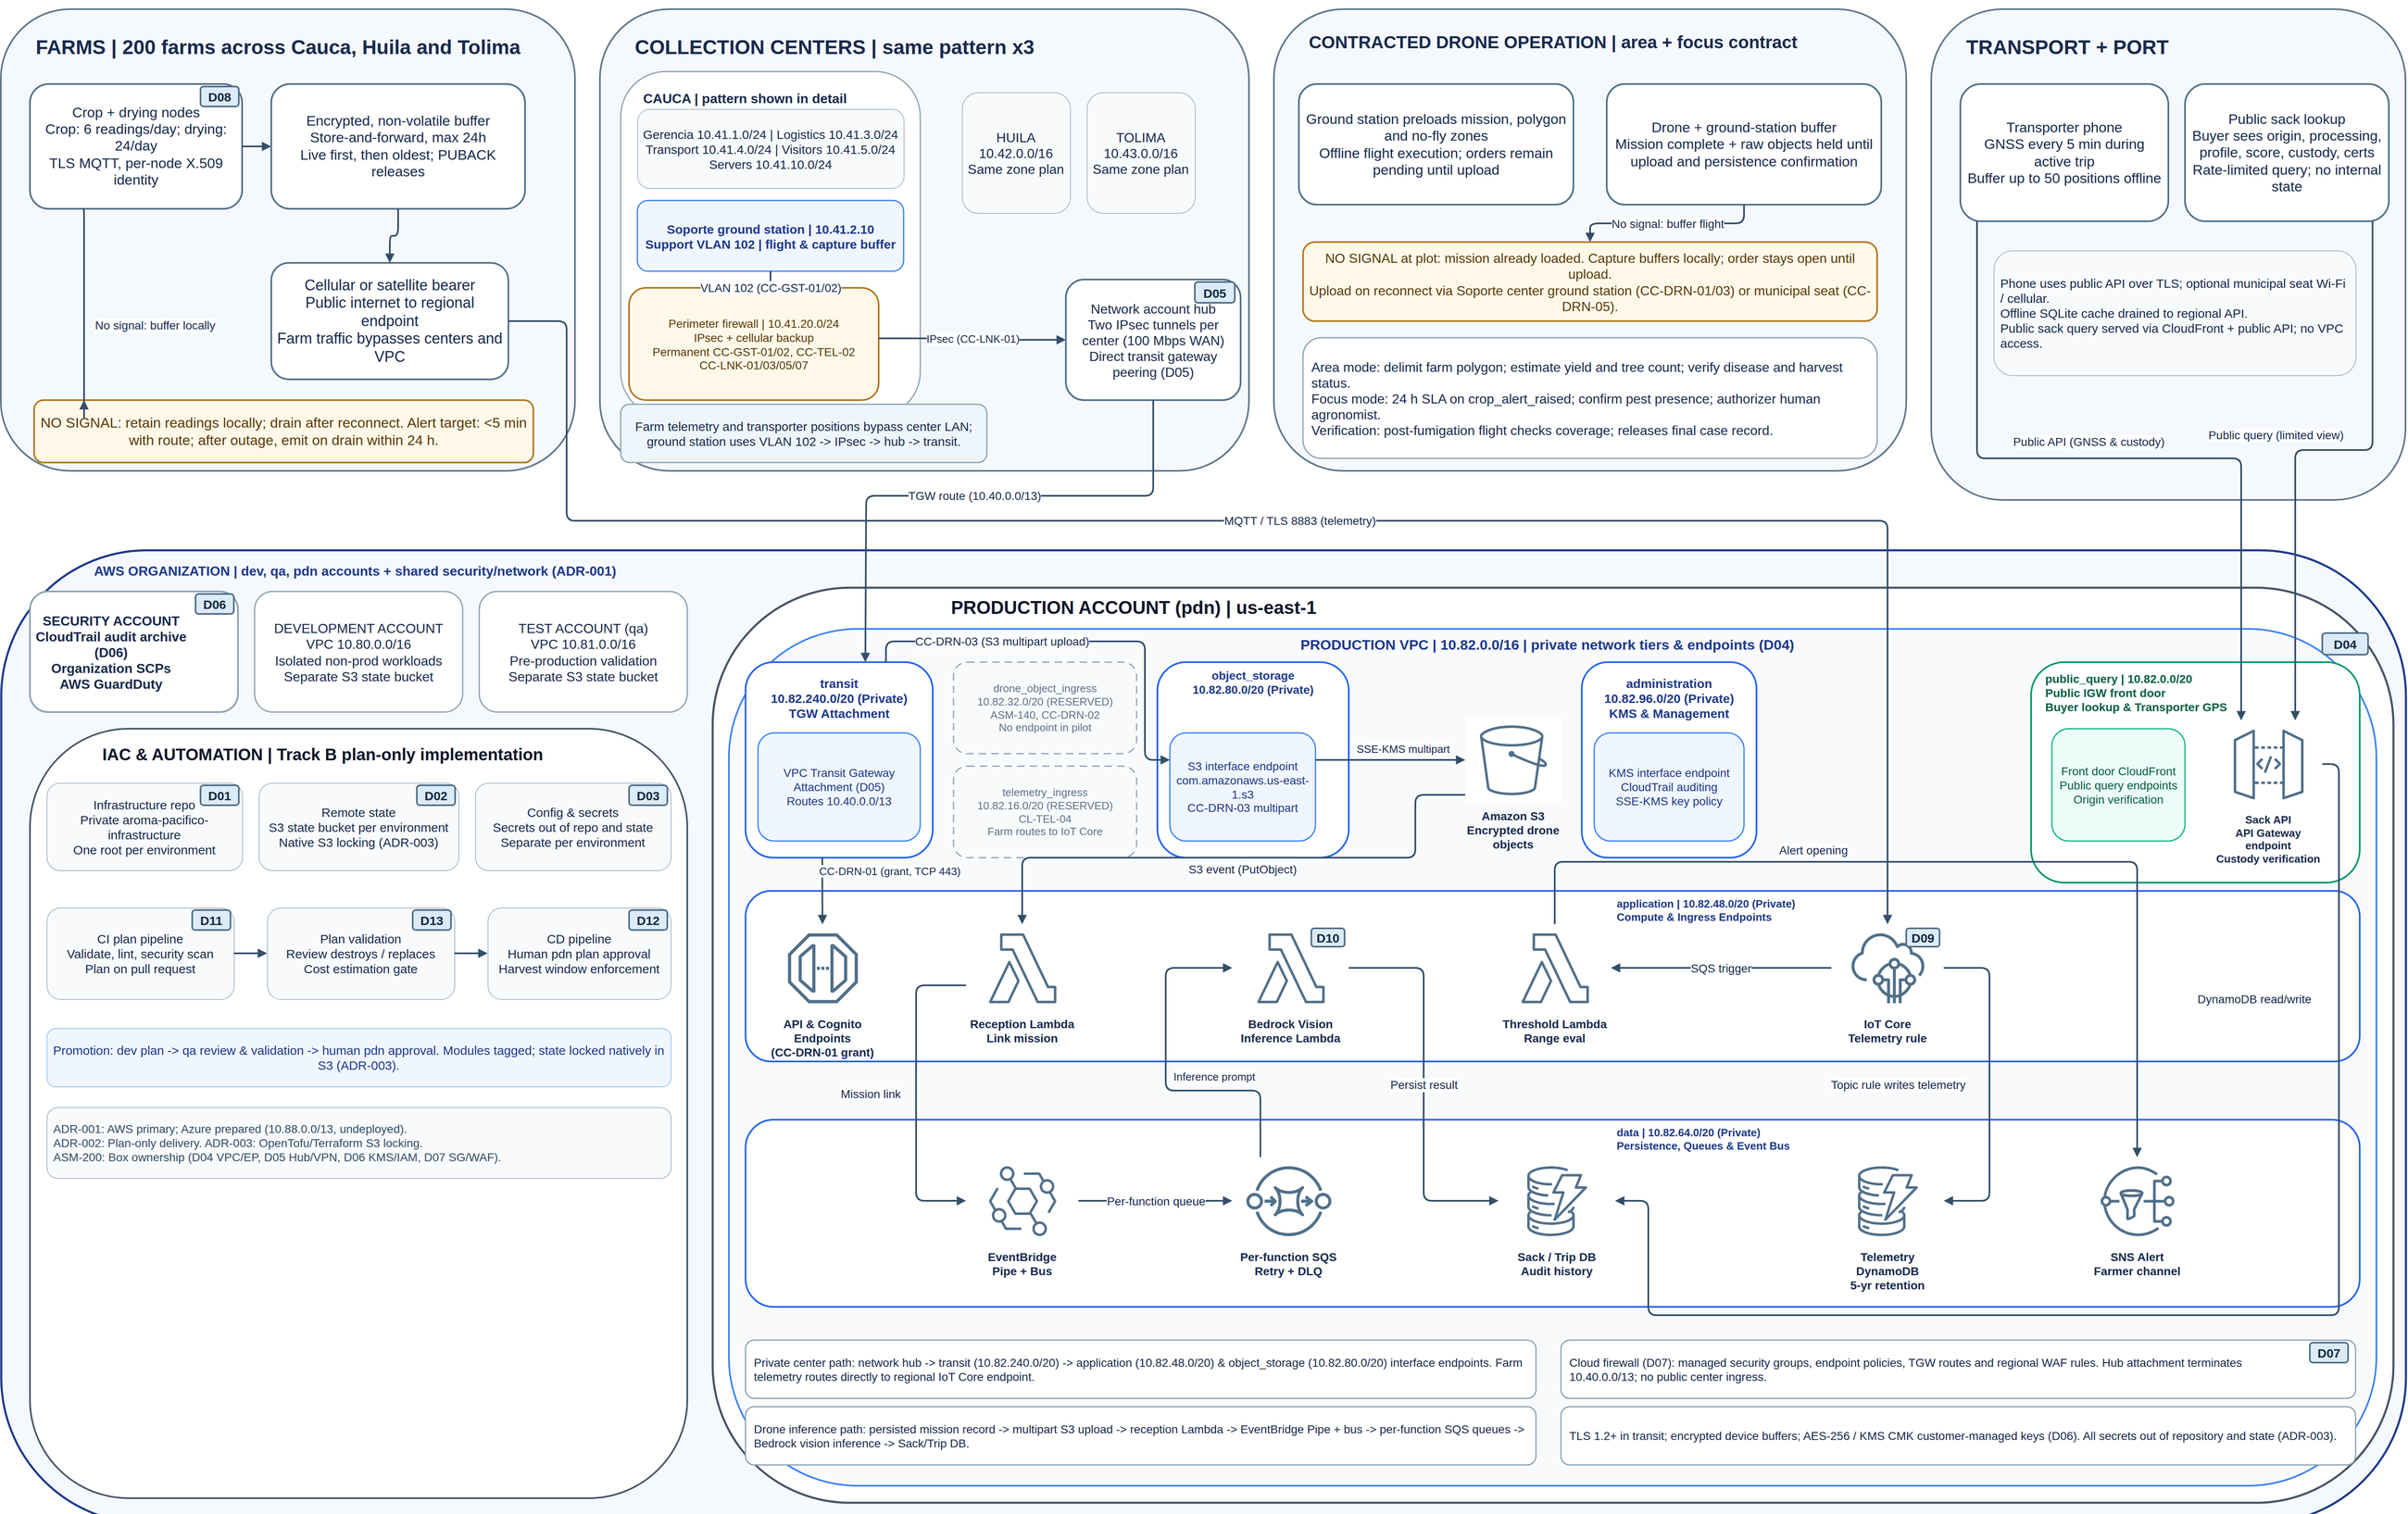 FARMS | 200 farms across Cauca, Huila and Tolima
D08
Crop + drying nodes
Crop: 6 readings/day; drying:
24/day
TLS MQTT, per-node X.509
identity
Encrypted, non-volatile buffer
Store-and-forward, max 24h
Live first, then oldest; PUBACK
releases
Cellular or satellite bearer
Public internet to regional
endpoint
Farm traffic bypasses centers and
VPC
No signal: buffer locally
NO SIGNAL: retain readings locally; drain after reconnect. Alert target: <5 min
with route; after outage, emit on drain within 24 h.
COLLECTION CENTERS | same pattern x3
CAUCA | pattern shown in detail
Gerencia 10.41.1.0/24 | Logistics 10.41.3.0/24
Transport 10.41.4.0/24 | Visitors 10.41.5.0/24
Servers 10.41.10.0/24
Soporte ground station | 10.41.2.10
Support VLAN 102 | flight & capture buffer
VLAN 102 (CC-GST-01/02)
Perimeter firewall | 10.41.20.0/24
IPsec + cellular backup
Permanent CC-GST-01/02, CC-TEL-02
CC-LNK-01/03/05/07
HUILA
10.42.0.0/16
Same zone plan
TOLIMA
10.43.0.0/16
Same zone plan
IPsec (CC-LNK-01)
D05
Network account hub
Two IPsec tunnels per
center (100 Mbps WAN)
Direct transit gateway
peering (D05)
Farm telemetry and transporter positions bypass center LAN;
ground station uses VLAN 102 -> IPsec -> hub -> transit.
CONTRACTED DRONE OPERATION | area + focus contract
Ground station preloads mission, polygon
and no-fly zones
Offline flight execution; orders remain
pending until upload
Drone + ground-station buffer
Mission complete + raw objects held until
upload and persistence confirmation
No signal: buffer flight
NO SIGNAL at plot: mission already loaded. Capture buffers locally; order stays open until
upload.
Upload on reconnect via Soporte center ground station (CC-DRN-01/03) or municipal seat (CC-
DRN-05).
Area mode: delimit farm polygon; estimate yield and tree count; verify disease and harvest
status.
Focus mode: 24 h SLA on crop_alert_raised; confirm pest presence; authorizer human
agronomist.
Verification: post-fumigation flight checks coverage; releases final case record.
TRANSPORT + PORT
Transporter phone
GNSS every 5 min during
active trip
Buffer up to 50 positions offline
Public sack lookup
Buyer sees origin, processing,
profile, score, custody, certs
Rate-limited query; no internal
state
Phone uses public API over TLS; optional municipal seat Wi-Fi
/ cellular.
Offline SQLite cache drained to regional API.
Public sack query served via CloudFront + public API; no VPC
access.
Public API (GNSS & custody)
Public query (limited view)
TGW route (10.40.0.0/13)
MQTT / TLS 8883 (telemetry)
AWS ORGANIZATION | dev, qa, pdn accounts + shared security/network (ADR-001)
D06
SECURITY ACCOUNT
CloudTrail audit archive
(D06)
Organization SCPs
AWS GuardDuty
DEVELOPMENT ACCOUNT
VPC 10.80.0.0/16
Isolated non-prod workloads
Separate S3 state bucket
TEST ACCOUNT (qa)
VPC 10.81.0.0/16
Pre-production validation
Separate S3 state bucket
IAC & AUTOMATION | Track B plan-only implementation
D01
Infrastructure repo
Private aroma-pacifico-
infrastructure
One root per environment
D02
Remote state
S3 state bucket per environment
Native S3 locking (ADR-003)
D03
Config & secrets
Secrets out of repo and state
Separate per environment
D11
CI plan pipeline
Validate, lint, security scan
Plan on pull request
D13
Plan validation
Review destroys / replaces
Cost estimation gate
D12
CD pipeline
Human pdn plan approval
Harvest window enforcement
Promotion: dev plan -> qa review & validation -> human pdn approval. Modules tagged; state locked natively in
S3 (ADR-003).
ADR-001: AWS primary; Azure prepared (10.88.0.0/13, undeployed).
ADR-002: Plan-only delivery. ADR-003: OpenTofu/Terraform S3 locking.
ASM-200: Box ownership (D04 VPC/EP, D05 Hub/VPN, D06 KMS/IAM, D07 SG/WAF).
PRODUCTION ACCOUNT (pdn) | us-east-1
PRODUCTION VPC | 10.82.0.0/16 | private network tiers & endpoints (D04)
D04
CC-DRN-03 (S3 multipart upload)
transit
10.82.240.0/20 (Private)
TGW Attachment
VPC Transit Gateway
Attachment (D05)
Routes 10.40.0.0/13
drone_object_ingress
10.82.32.0/20 (RESERVED)
ASM-140, CC-DRN-02
No endpoint in pilot
telemetry_ingress
10.82.16.0/20 (RESERVED)
CL-TEL-04
Farm routes to IoT Core
object_storage
10.82.80.0/20 (Private)
S3 interface endpoint
com.amazonaws.us-east-
1.s3
CC-DRN-03 multipart
SSE-KMS multipart
Amazon S3
Encrypted drone
objects
administration
10.82.96.0/20 (Private)
KMS & Management
KMS interface endpoint
CloudTrail auditing
SSE-KMS key policy
public_query | 10.82.0.0/20
Public IGW front door
Buyer lookup & Transporter GPS
Front door CloudFront
Public query endpoints
Origin verification
Sack API
API Gateway
endpoint
Custody verification
CC-DRN-01 (grant, TCP 443)
S3 event (PutObject)
Alert opening
application | 10.82.48.0/20 (Private)
Compute & Ingress Endpoints
API & Cognito
Endpoints
(CC-DRN-01 grant)
Reception Lambda
Link mission
D10
Bedrock Vision
Inference Lambda
Threshold Lambda
Range eval
SQS trigger
D09
IoT Core
Telemetry rule
DynamoDB read/write
Mission link
Inference prompt
Persist result
Topic rule writes telemetry
data | 10.82.64.0/20 (Private)
Persistence, Queues & Event Bus
EventBridge
Pipe + Bus
Per-function queue
Per-function SQS
Retry + DLQ
Sack / Trip DB
Audit history
Telemetry
DynamoDB
5-yr retention
SNS Alert
Farmer channel
Private center path: network hub -> transit (10.82.240.0/20) -> application (10.82.48.0/20) & object_storage (10.82.80.0/20) interface endpoints. Farm
telemetry routes directly to regional IoT Core endpoint.
D07
Cloud firewall (D07): managed security groups, endpoint policies, TGW routes and regional WAF rules. Hub attachment terminates
10.40.0.0/13; no public center ingress.
Drone inference path: persisted mission record -> multipart S3 upload -> reception Lambda -> EventBridge Pipe + bus -> per-function SQS queues ->
Bedrock vision inference -> Sack/Trip DB.
TLS 1.2+ in transit; encrypted device buffers; AES-256 / KMS CMK customer-managed keys (D06). All secrets out of repository and state (ADR-003).